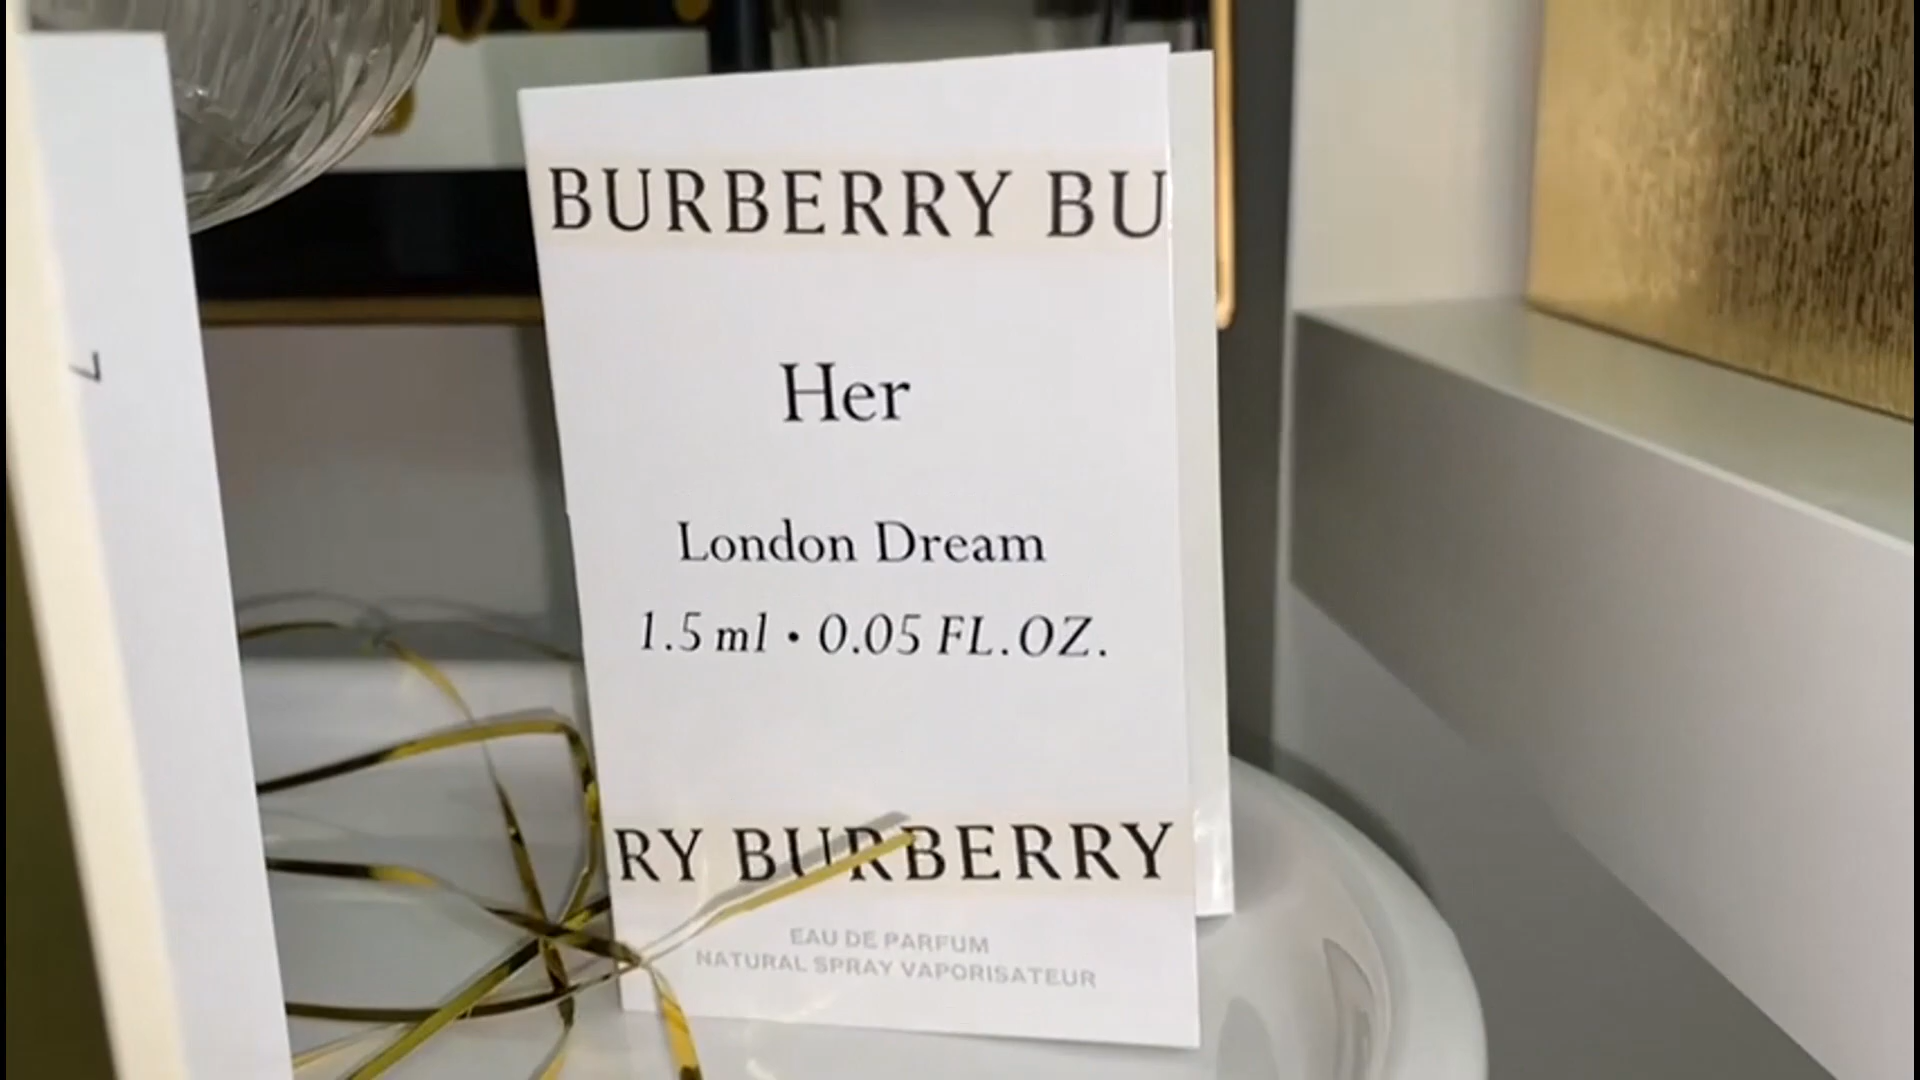 BURBERRY BU
Her
London Dream
1.5 ml • 0.05 FL.OZ.
RY BURBERRY
EAU DE PARFUM
NATURAL SPRAY VAPORISATEUR